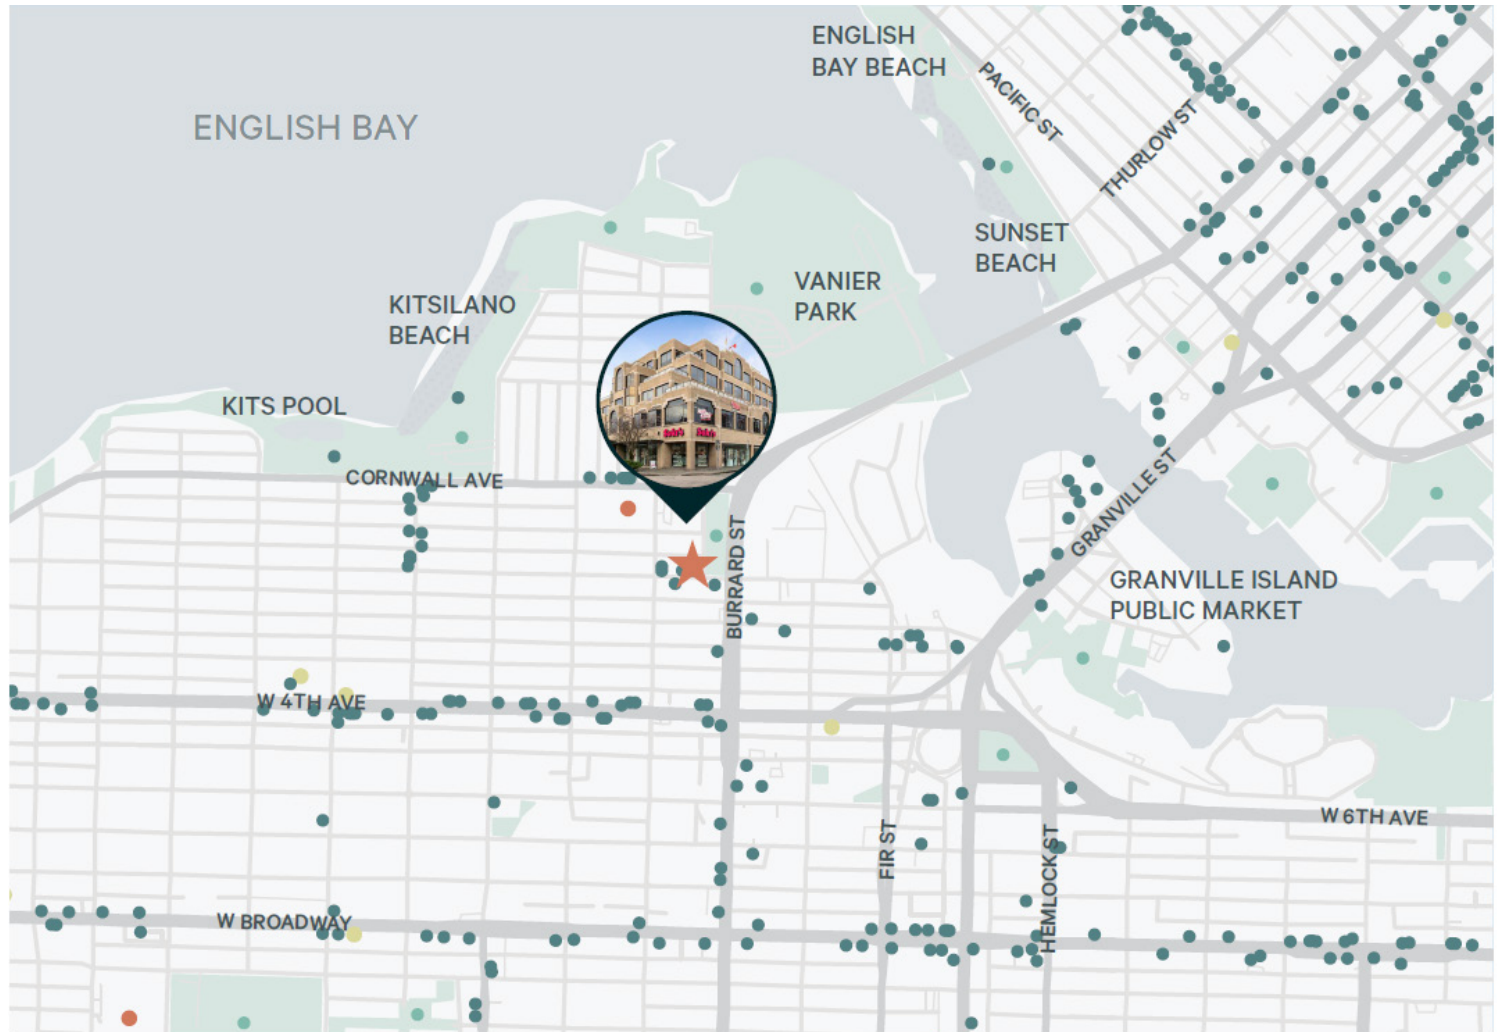 ENGLISH
BAY BEACH
PACIFIC ST
THURLOW ST
ENGLISH BAY
SUNSET
BEACH
VANIER
PARK
KITSILANO
BEACH
KITS POOL
CORNWALL AVE
BURRARD ST
GRANVILLE ST
GRANVILLE ISLAND
PUBLIC MARKET
W 4TH AVE
W 6TH AVE
FIR ST
HEMLOCK ST
W BROADWAY